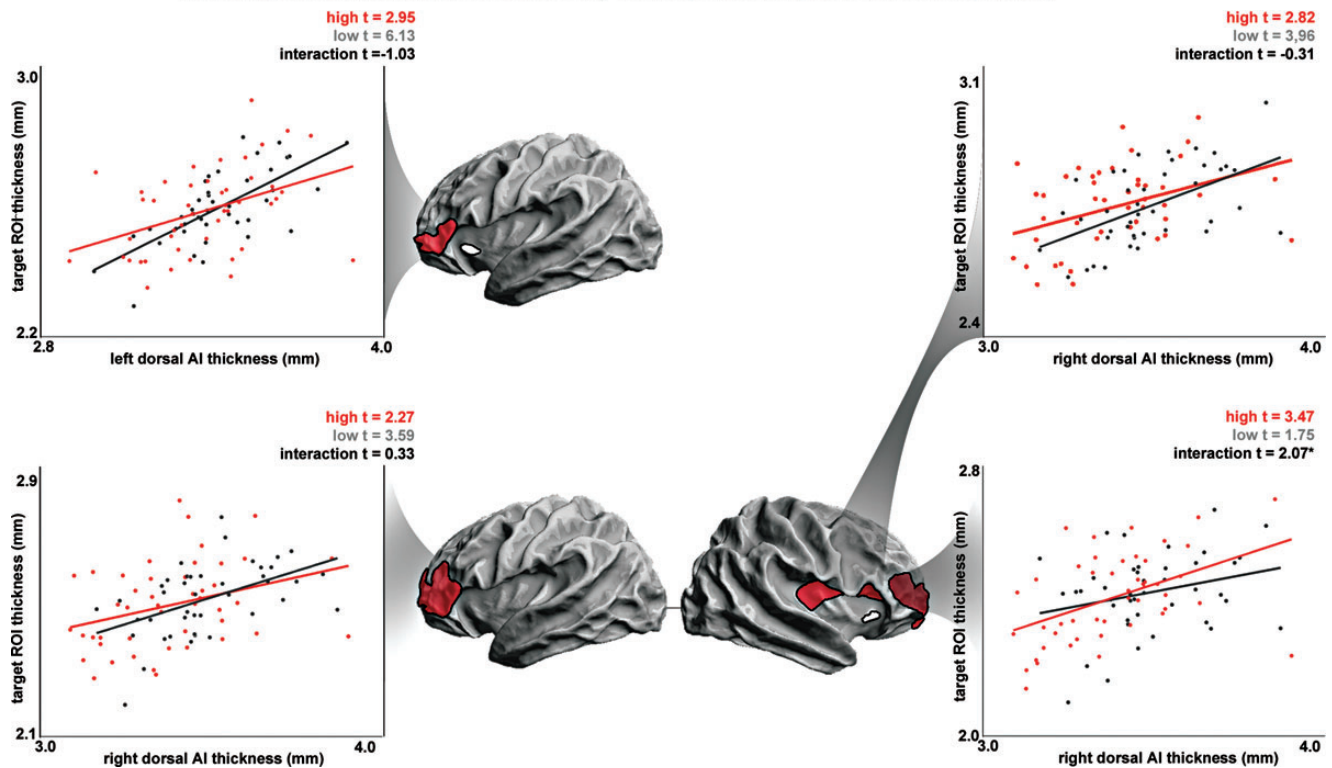 high t = 2.95
low t = 6.13
interaction t =-1.03
3.0
target ROI thickness (mm)
2.2
2.8
4.0
left dorsal AI thickness (mm)
high t = 2.82
low t = 3,96
interaction t = -0.31
3.1
target ROI thickness (mm)
2.4
3.0
4.0
right dorsal AI thickness (mm)
high t = 2.27
low t = 3.59
interaction t = 0.33
2.9
target ROI thickness (mm)
2.1
3.0
4.0
right dorsal AI thickness (mm)
high t = 3.47
low t = 1.75
interaction t = 2.07*
2.8
target ROI thickness (mm)
2.0
3.0
4.0
right dorsal AI thickness (mm)